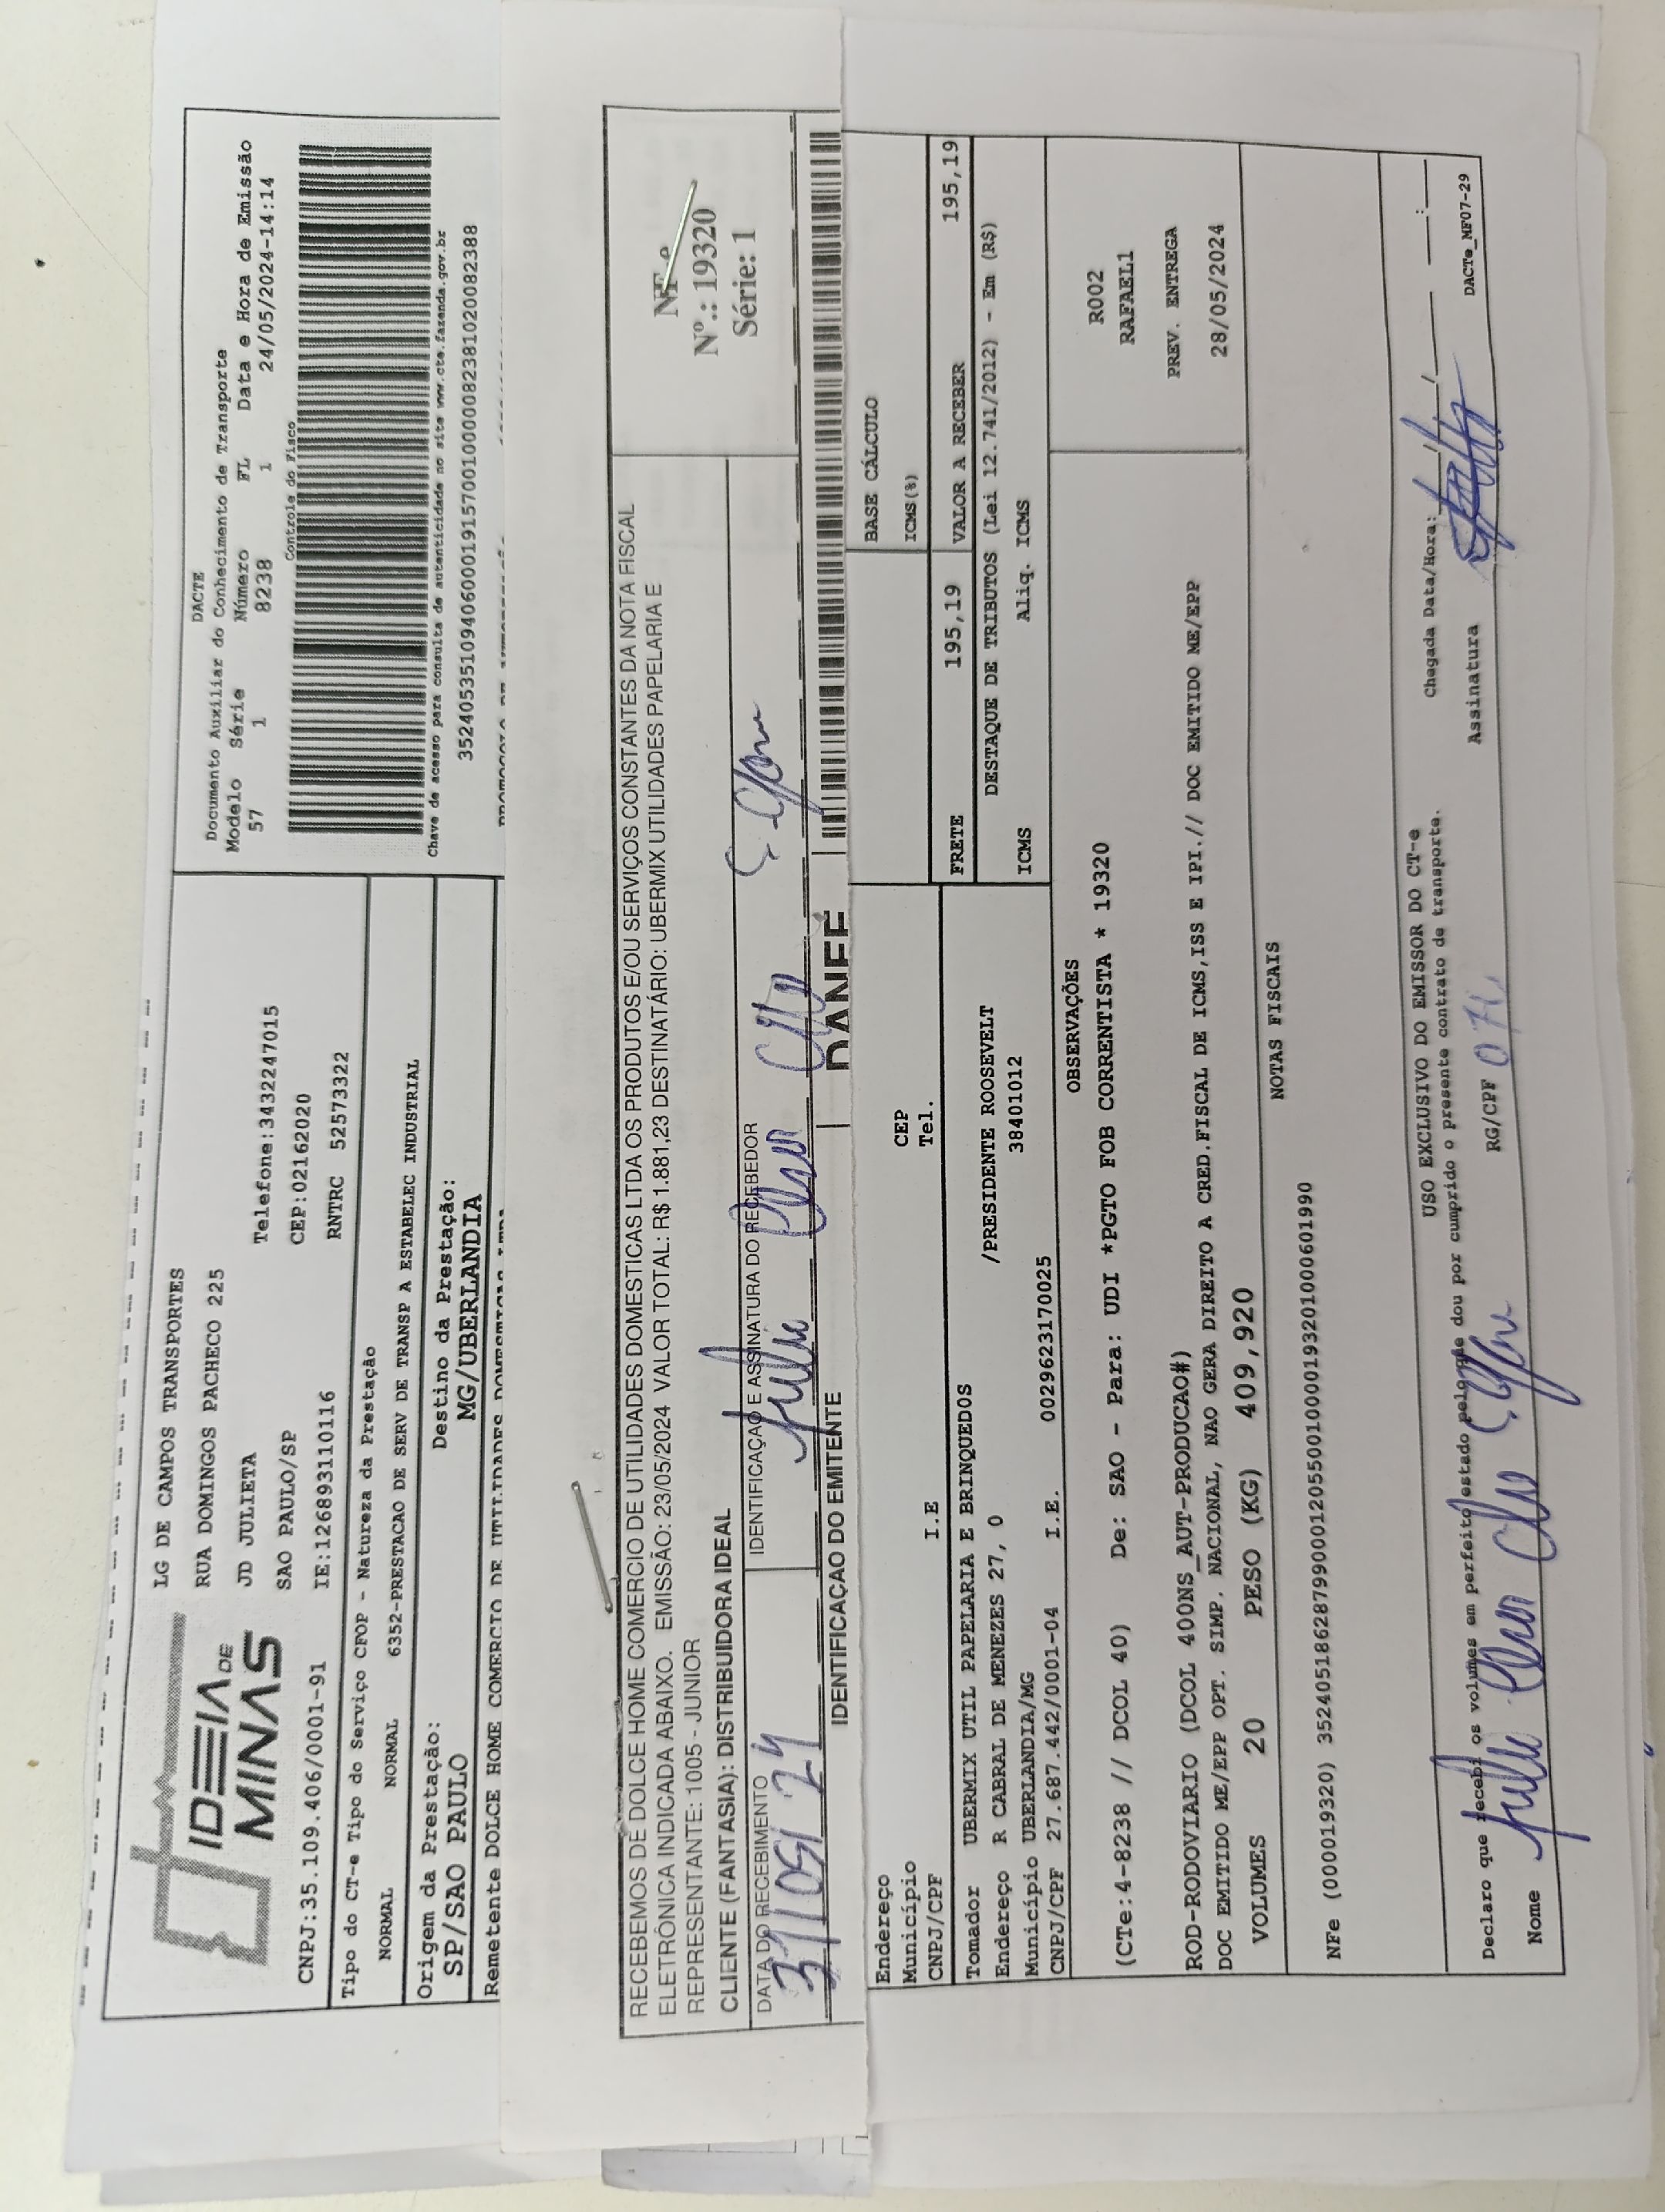 IDEIA DE
MINAS
LG DE CAMPOS TRANSPORTES
RUA DOMINGOS PACHECO 225
JD JULIETA Telefone:3432247015
SAO PAULO/SP CEP:02162020
CNPJ:35.109.406/0001-91 IE:126893110116 RNTRC 52573322
Tipo do CT-e Tipo do Serviço CFOP - Natureza da Prestação
NORMAL NORMAL 6352-PRESTACAO DE SERV DE TRANSP A ESTABELEC INDUSTRIAL
Origem da Prestação: Destino da Prestação:
SP/SAO PAULO MG/UBERLANDIA
Remetente DOLCE HOME COMERCIO DE UTILIDADES DOMESTICAS LTDA
DACTE
Documento Auxiliar do Conhecimento de Transporte
Modelo Série Número FL Data e Hora de Emissão
57 1 8238 1 24/05/2024-14:14
Controle do Fisco
Chave de acesso para consulta de autenticidade no site www.cte.fazenda.gov.br
35240535109406000191570010000082381020082388
RECEBEMOS DE DOLCE HOME COMERCIO DE UTILIDADES DOMESTICAS LTDA OS PRODUTOS E/OU SERVIÇOS CONSTANTES DA NOTA FISCAL
ELETRÔNICA INDICADA ABAIXO. EMISSÃO: 23/05/2024 VALOR TOTAL: R$ 1.881,23 DESTINATÁRIO: UBERMIX UTILIDADES PAPELARIA E
REPRESENTANTE: 1005 - JUNIOR
CLIENTE (FANTASIA): DISTRIBUIDORA IDEAL
NF-e
Nº.: 19320
Série: 1
DATA DO RECEBIMENTO IDENTIFICAÇÃO E ASSINATURA DO RECEBEDOR
31/05/24
IDENTIFICAÇAO DO EMITENTE DANFE
Endereço
Município CEP
CNPJ/CPF I.E Tel.
BASE CÁLCULO
ICMS(%)
FRETE 195,19 VALOR A RECEBER 195,19
Tomador UBERMIX UTIL PAPELARIA E BRINQUEDOS
Endereço R CABRAL DE MENEZES 27, 0 /PRESIDENTE ROOSEVELT
Município UBERLANDIA/MG 38401012
CNPJ/CPF 27.687.442/0001-04 I.E. 0029623170025
DESTAQUE DE TRIBUTOS (Lei 12.741/2012) - Em (R$)
ICMS Aliq. ICMS
OBSERVAÇÕES
(CTe:4-8238 // DCOL 40) De: SAO - Para: UDI *PGTO FOB CORRENTISTA * 19320
ROD-RODOVIARIO (DCOL 400NS_AUT-PRODUCAO#)
DOC EMITIDO ME/EPP OPT. SIMP. NACIONAL, NAO GERA DIREITO A CRED.FISCAL DE ICMS,ISS E IPI.// DOC EMITIDO ME/EPP
R002
RAFAEL1
PREV. ENTREGA
28/05/2024
VOLUMES 20 PESO (KG) 409,920
NOTAS FISCAIS
NFe (000019320) 35240518628799000120550010000193201000601990
USO EXCLUSIVO DO EMISSOR DO CT-e
Declaro que recebi os volumes em perfeito estado pelo que dou por cumprido o presente contrato de transporte.
Chegada Data/Hora:
Nome RG/CPF Assinatura
DACTe_MF07-29